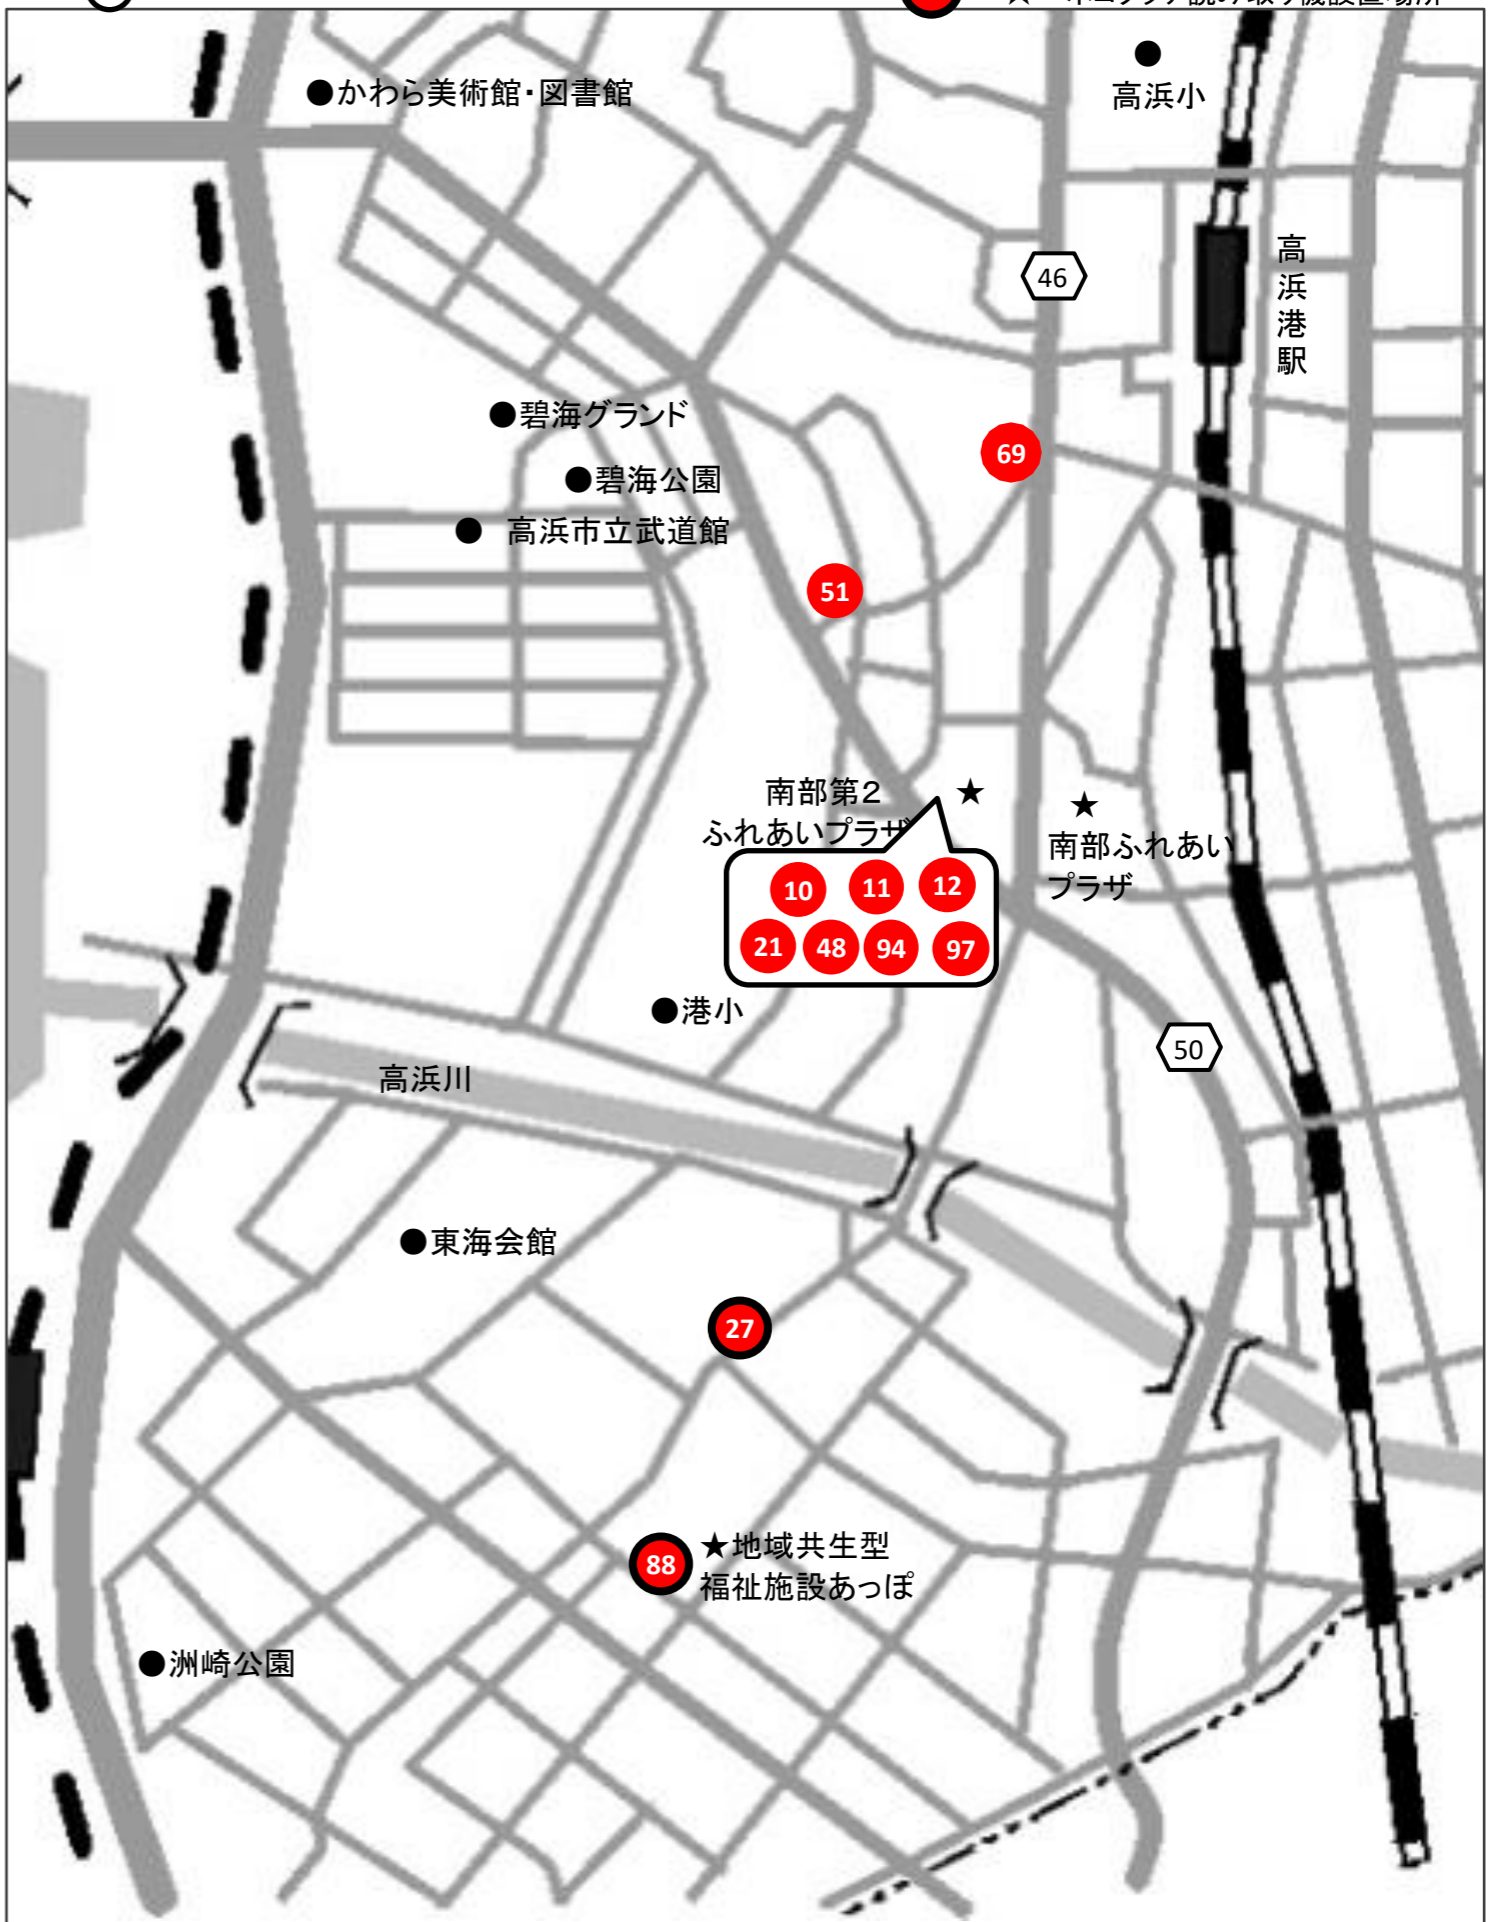 ●かわら美術館・図書館
●
高浜小
46
高浜港駅
●碧海グランド
69
●碧海公園
● 高浜市立武道館
51
南部第2
ふれあいプラザ
★
★
南部ふれあい
プラザ
10 11 12
21 48 94 97
●港小
50
高浜川
●東海会館
27
88
★地域共生型
福祉施設あっぽ
●洲崎公園